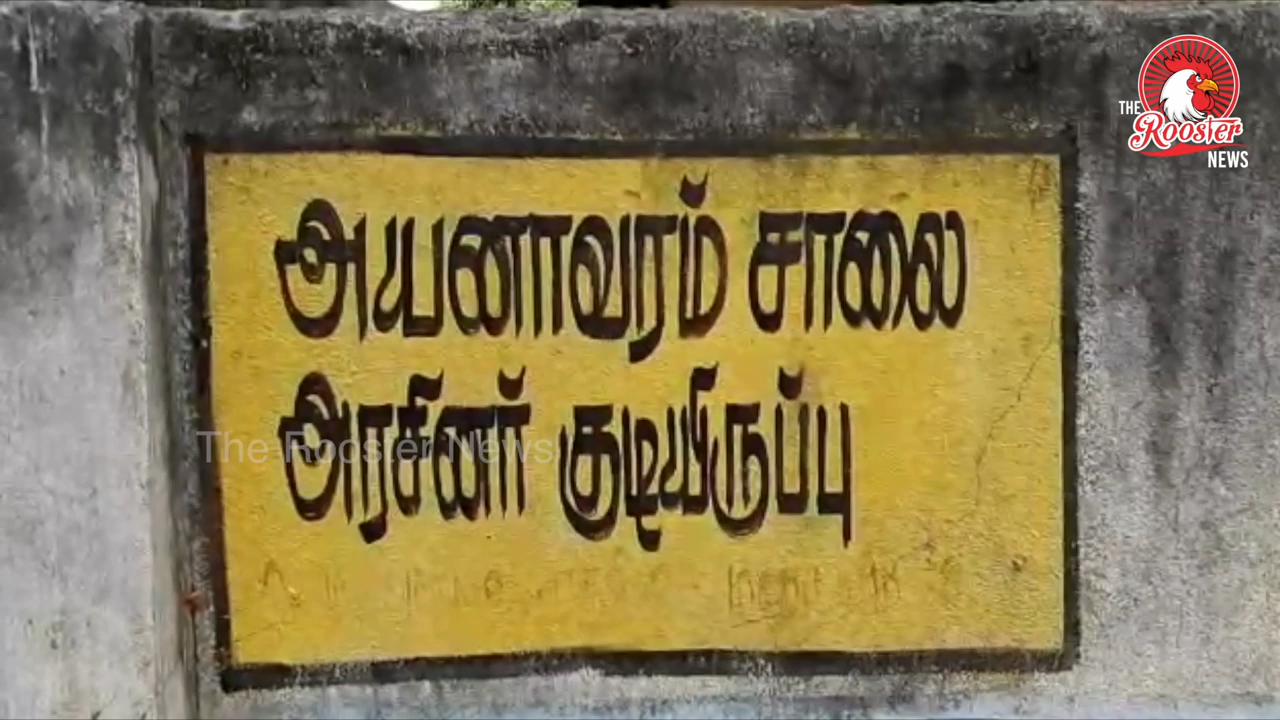 THE
Rooster
NEWS
அயனாவரம் சாலை
அரசினர் குடியிருப்பு
The Rooster News